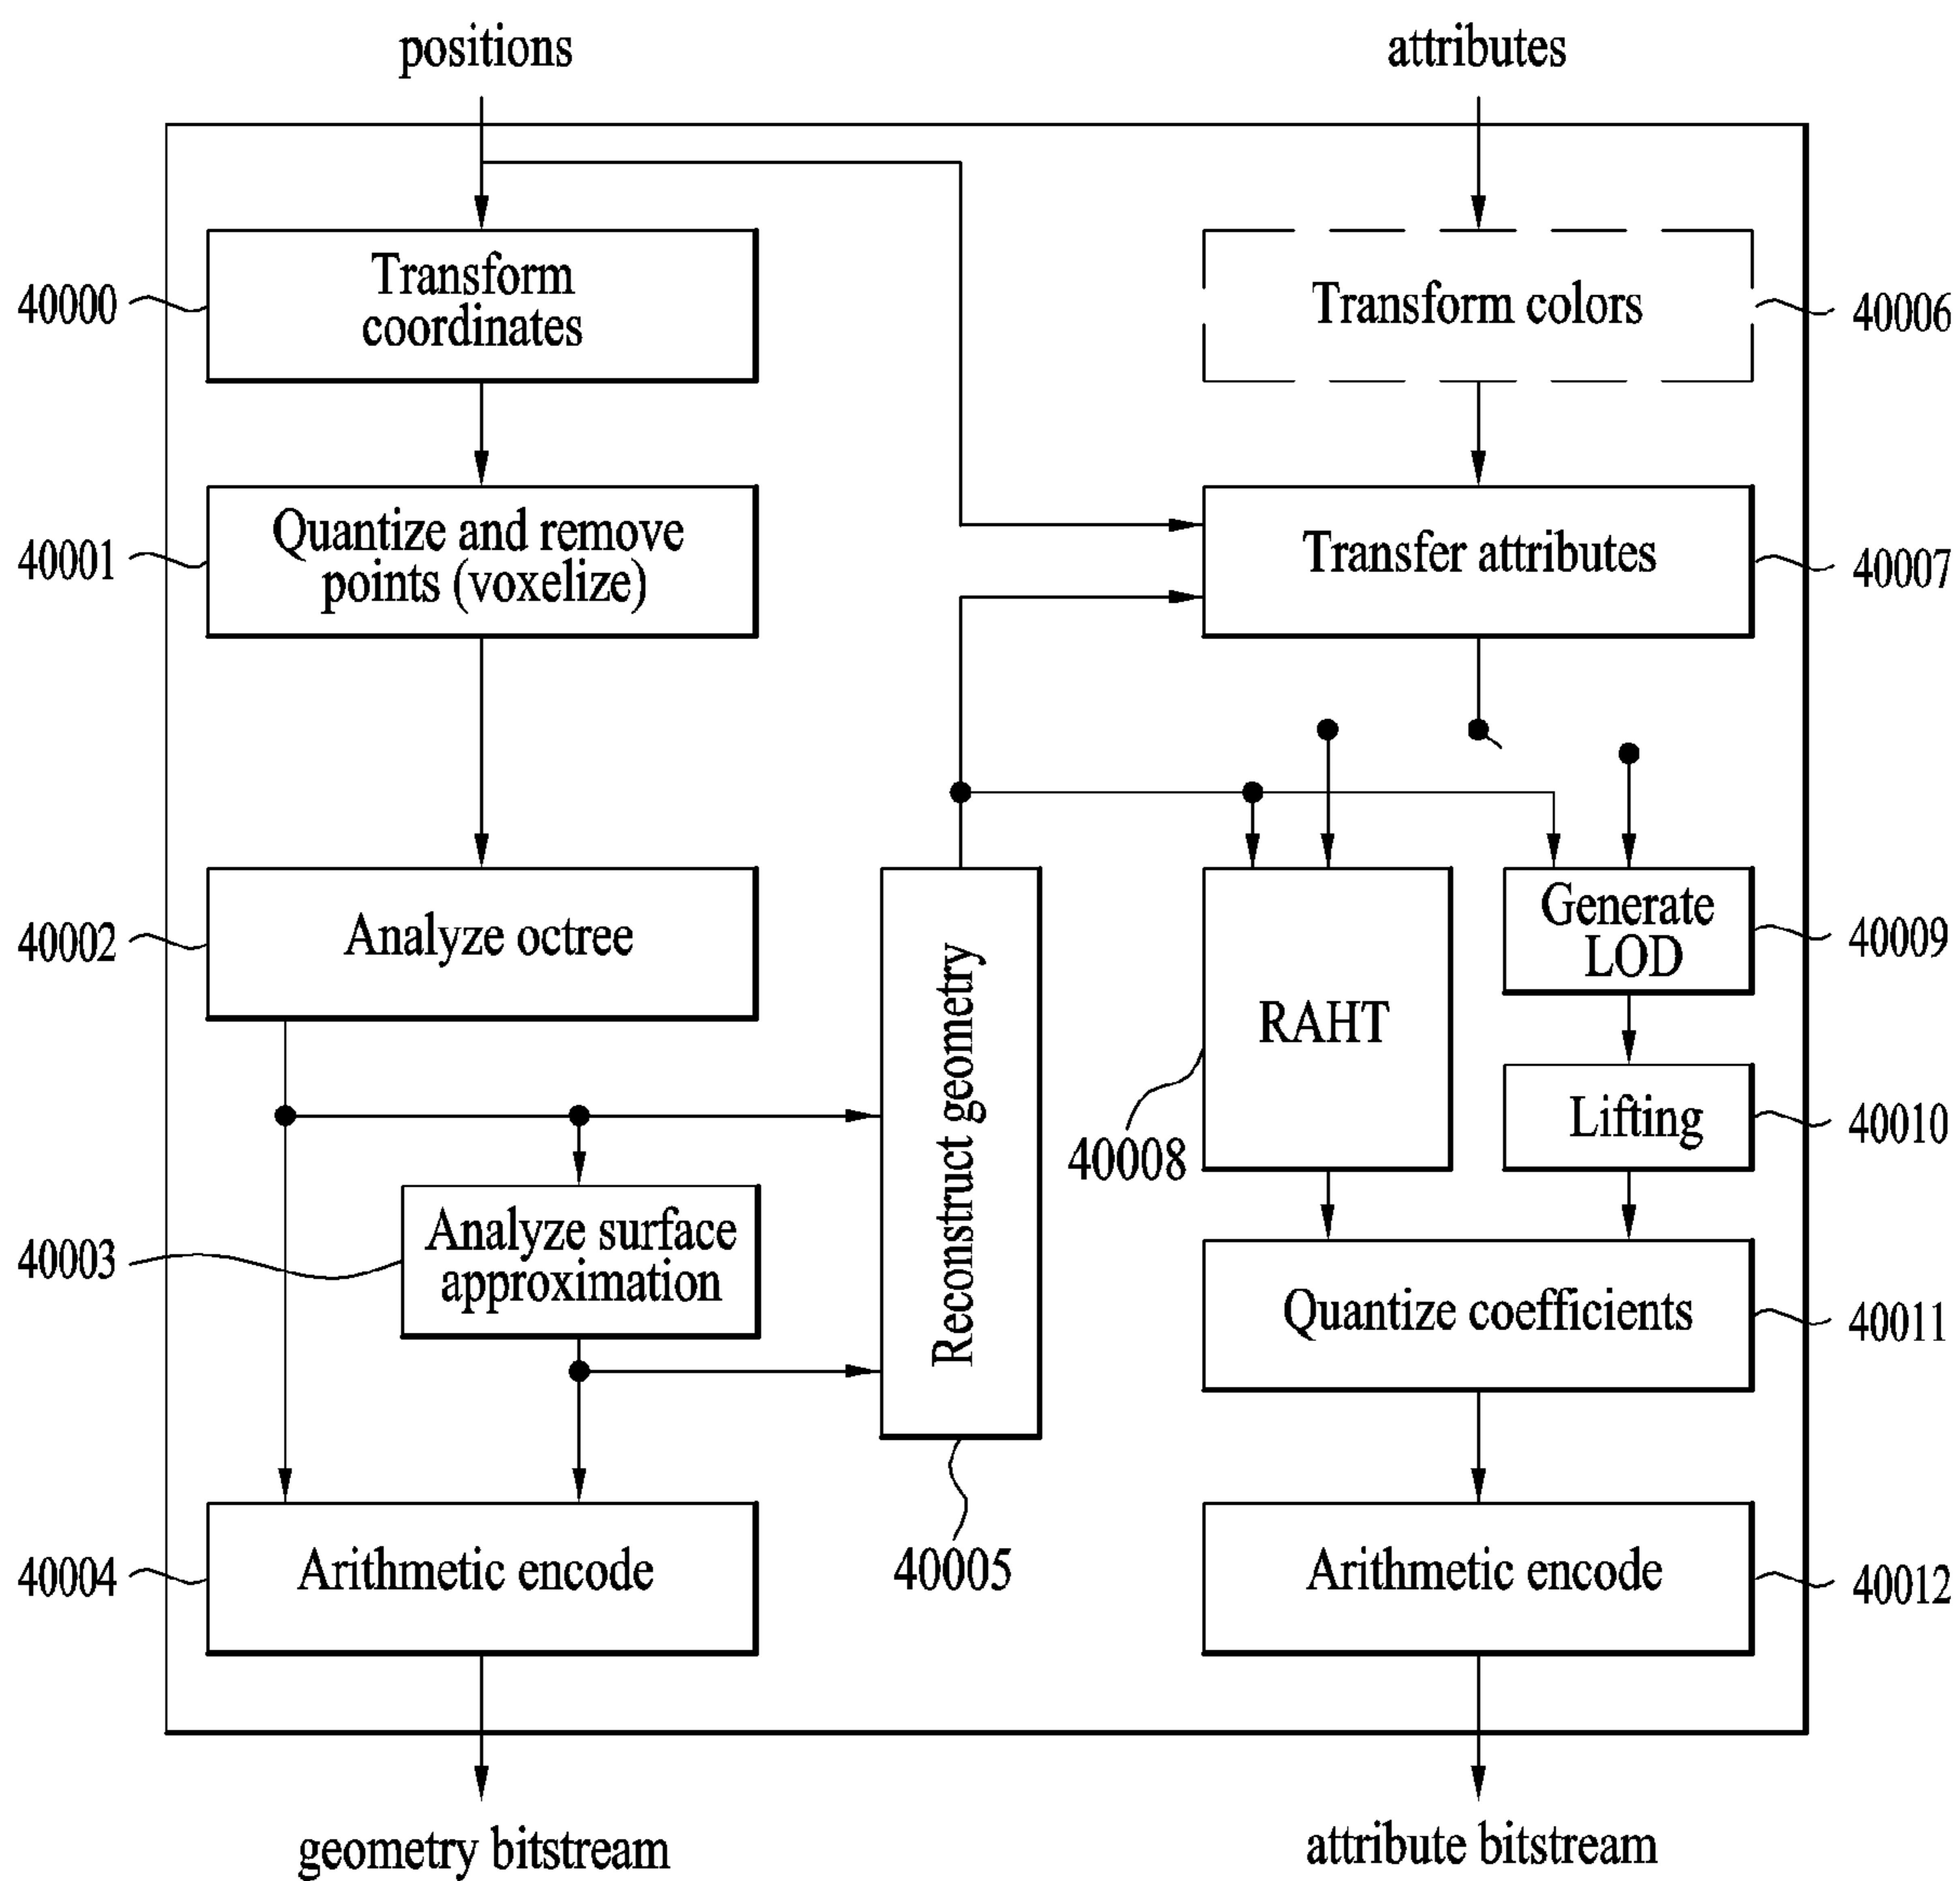 positions
attributes
Transform
coordinates
40000
Transform colors
40006
Quantize and remove
points (voxelize)
40001
Transfer attributes
40007
Analyze octree
40002
Reconstruct geometry
40005
RAHT
40008
Generate
LOD
40009
Lifting
40010
Analyze surface
approximation
40003
Quantize coefficients
40011
Arithmetic encode
40004
Arithmetic encode
40012
geometry bitstream
attribute bitstream